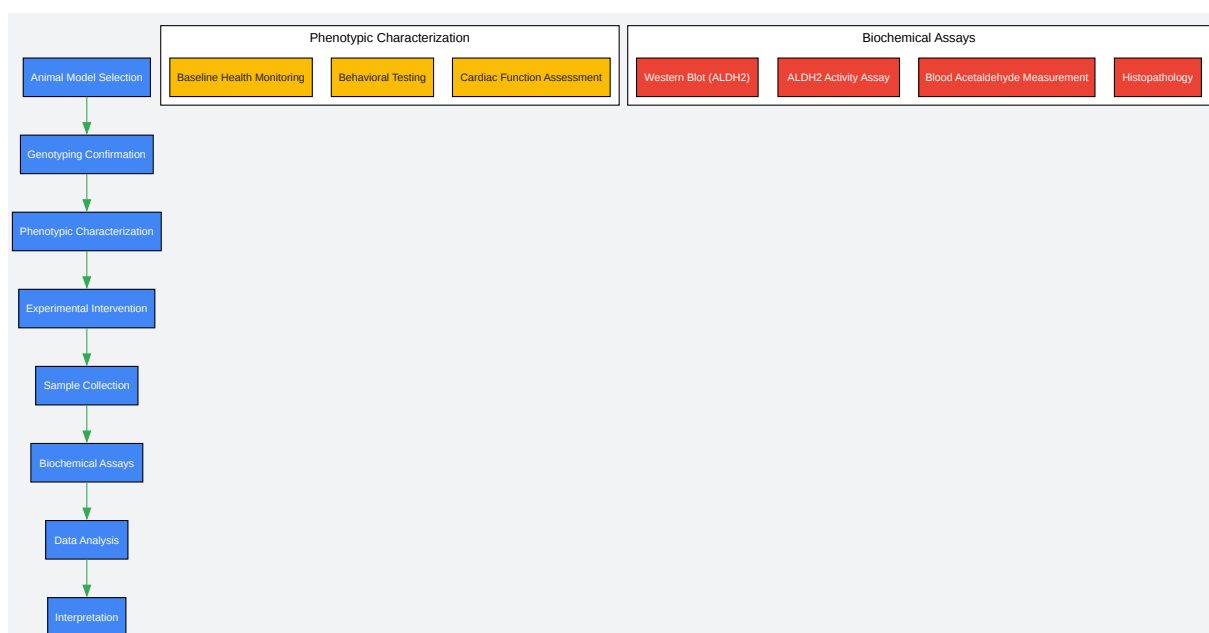 Phenotypic Characterization
Biochemical Assays
Animal Model Selection
Baseline Health Monitoring
Behavioral Testing
Cardiac Function Assessment
Western Blot (ALDH2)
ALDH2 Activity Assay
Blood Acetaldehyde Measurement
Histopathology
Genotyping Confirmation
Phenotypic Characterization
Experimental Intervention
Sample Collection
Biochemical Assays
Data Analysis
Interpretation